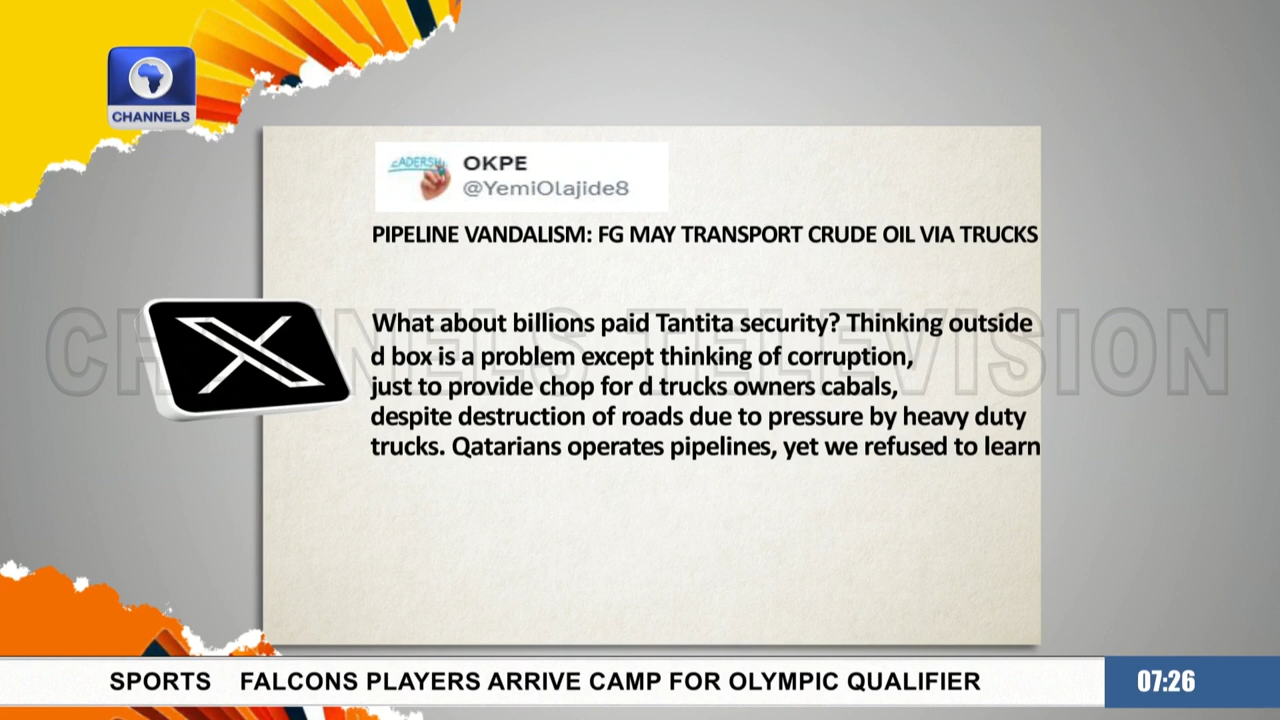 CHANNELS
EADERSH
OKPE
@YemiOlajide8
PIPELINE VANDALISM: FG MAY TRANSPORT CRUDE OIL VIA TRUCKS
What about billions paid Tantita security? Thinking outside
d box is a problem except thinking of corruption,
just to provide chop for d trucks owners cabals,
despite destruction of roads due to pressure by heavy duty
trucks. Qatarians operates pipelines, yet we refused to learn
CHANNELS TELEVISION
SPORTS FALCONS PLAYERS ARRIVE CAMP FOR OLYMPIC QUALIFIER
07:26